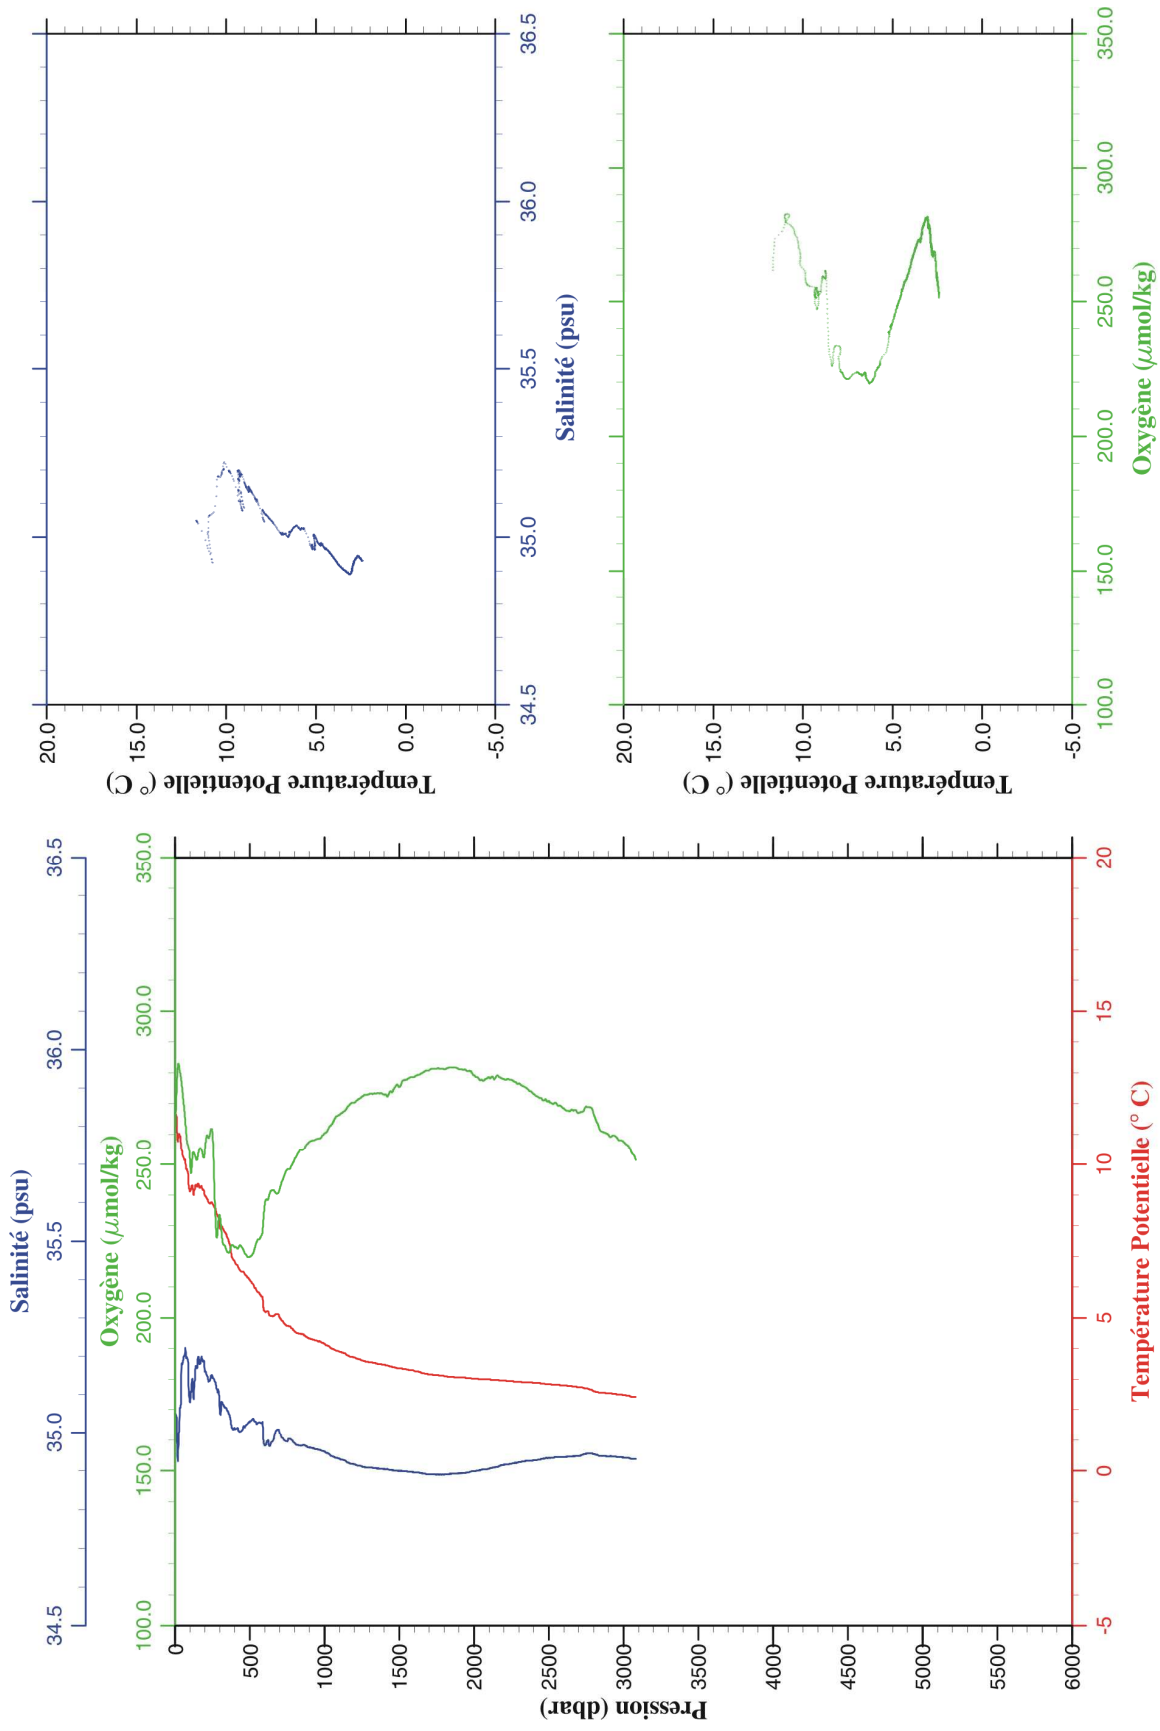 Salinité (psu)
34.5 35.0 35.5 36.0 36.5
Oxygène (μmol/kg)
100.0 150.0 200.0 250.0 300.0 350.0
Pression (dbar)
0
500
1000
1500
2000
2500
3000
3500
4000
4500
5000
5500
6000
-5 0 5 10 15 20
Température Potentielle (° C)
Température Potentielle (° C)
20.0
15.0
10.0
5.0
0.0
-5.0
34.5 35.0 35.5 36.0 36.5
Salinité (psu)
Température Potentielle (° C)
20.0
15.0
10.0
5.0
0.0
-5.0
100.0 150.0 200.0 250.0 300.0 350.0
Oxygène (μmol/kg)